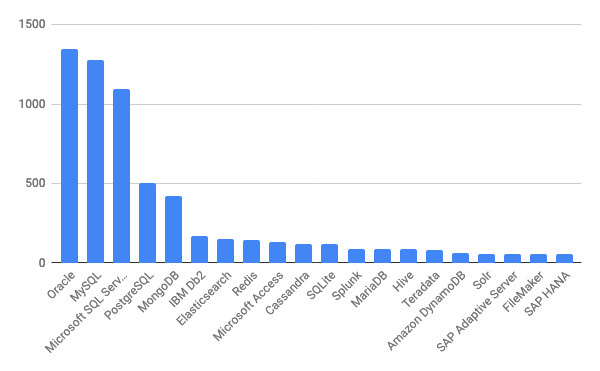 1500
1000
500
0
Oracle
MySQL
Microsoft SQL Serv...
PostgreSQL
MongoDB
IBM Db2
Elasticsearch
Redis
Microsoft Access
Cassandra
SQLite
Splunk
MariaDB
Hive
Teradata
Amazon DynamoDB
Solr
SAP Adaptive Server
FileMaker
SAP HANA